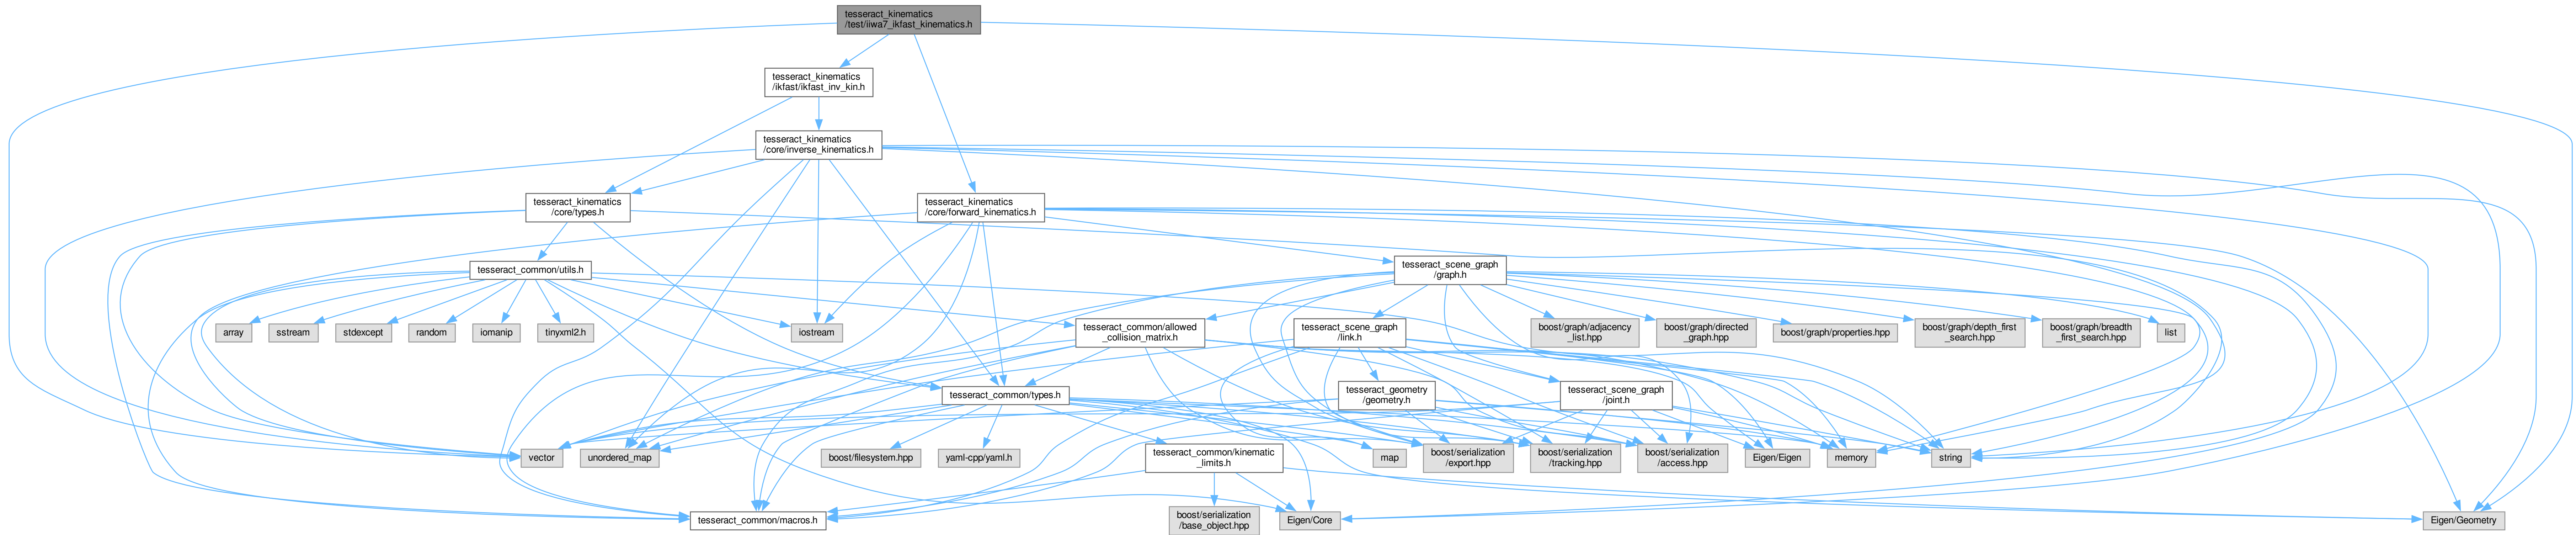 tesseract_kinematics
/test/iiwa7_ikfast_kinematics.h
tesseract_kinematics
/ikfast/ikfast_inv_kin.h
tesseract_kinematics
/core/inverse_kinematics.h
tesseract_kinematics
/core/types.h
tesseract_kinematics
/core/forward_kinematics.h
tesseract_common/utils.h
tesseract_scene_graph
/graph.h
array
sstream
stdexcept
random
iomanip
tinyxml2.h
iostream
tesseract_common/allowed
_collision_matrix.h
tesseract_scene_graph
/link.h
boost/graph/adjacency
_list.hpp
boost/graph/directed
_graph.hpp
boost/graph/properties.hpp
boost/graph/depth_first
_search.hpp
boost/graph/breadth
_first_search.hpp
list
tesseract_common/types.h
tesseract_geometry
/geometry.h
tesseract_scene_graph
/joint.h
vector
unordered_map
boost/filesystem.hpp
yaml-cpp/yaml.h
tesseract_common/kinematic
_limits.h
map
boost/serialization
/export.hpp
boost/serialization
/tracking.hpp
boost/serialization
/access.hpp
Eigen/Eigen
memory
string
tesseract_common/macros.h
boost/serialization
/base_object.hpp
Eigen/Core
Eigen/Geometry